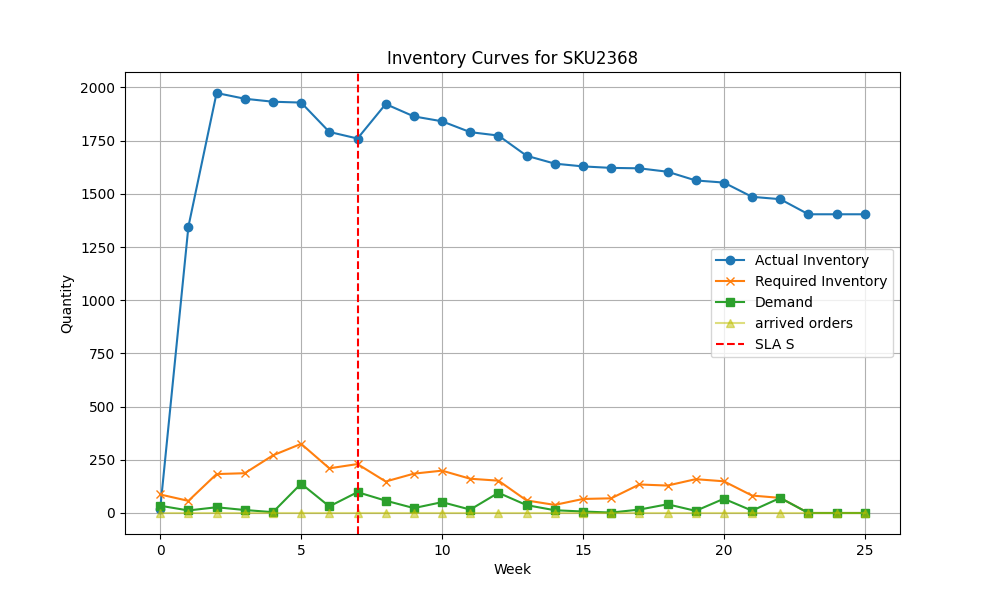 Inventory Curves for SKU2368
Quantity
2000
1750
1500
1250
1000
750
500
250
0
Actual Inventory
Required Inventory
Demand
arrived orders
SLA S
0 5 10 15 20 25
Week